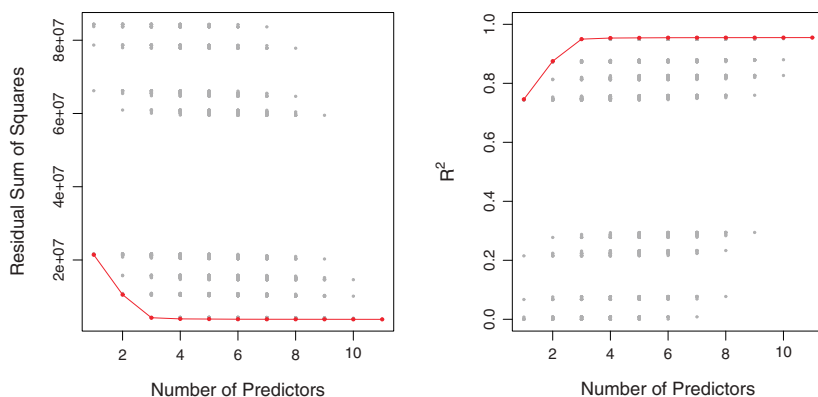 Residual Sum of Squares
8e+07
6e+07
4e+07
2e+07
2 4 6 8 10
Number of Predictors
R²
1.0
0.8
0.6
0.4
0.2
0.0
2 4 6 8 10
Number of Predictors